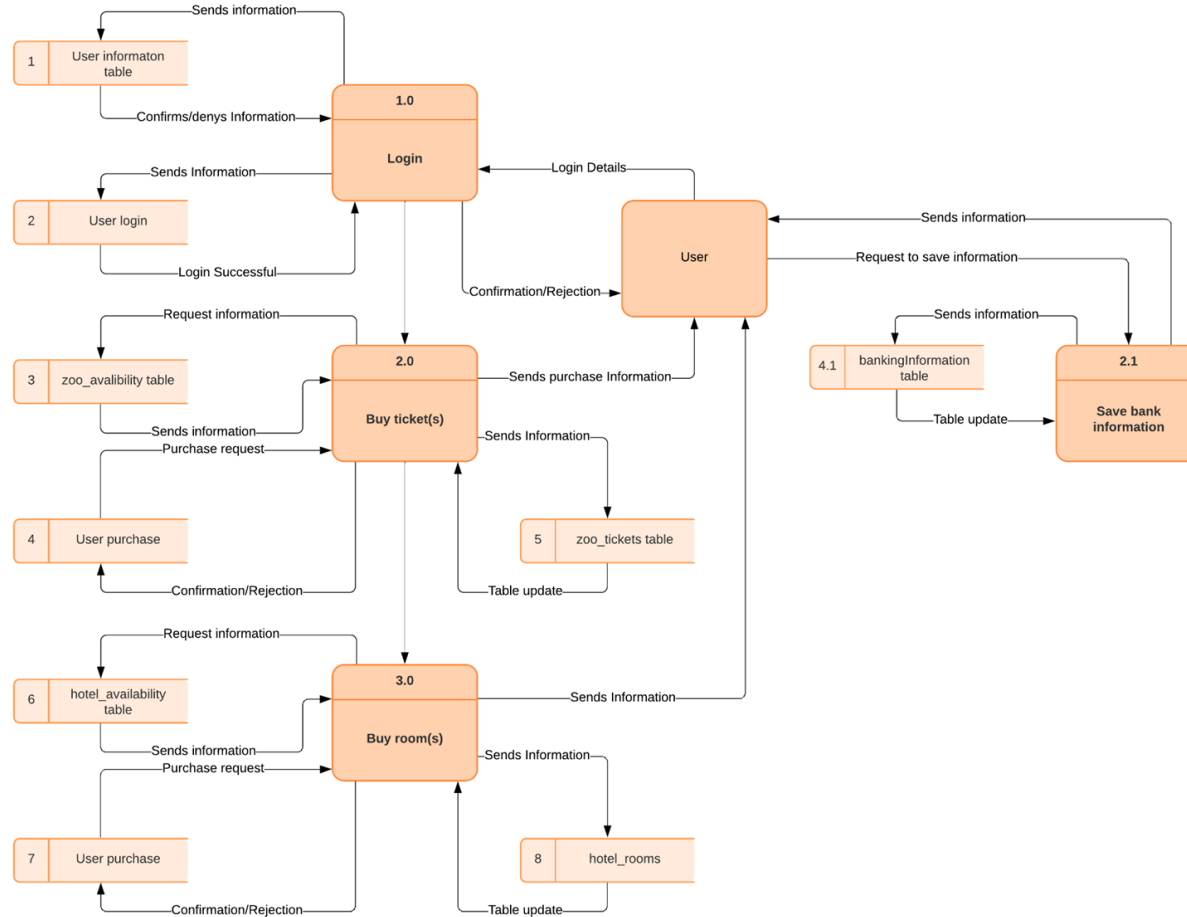 Sends information
1
User informaton
table
1.0
Confirms/denys Information
Login
Login Details
Sends Information
2
User login
Sends information
User
Request to save information
Login Successful
Confirmation/Rejection
Request information
Sends information
2.0
4.1
bankingInformation
table
2.1
3
zoo_avalibility table
Sends purchase Information
Buy ticket(s)
Table update
Save bank
information
Sends information
Sends Information
Purchase request
4
User purchase
5
zoo_tickets table
Confirmation/Rejection
Table update
Request information
3.0
6
hotel_availability
table
Sends Information
Buy room(s)
Sends information
Sends Information
Purchase request
7
User purchase
8
hotel_rooms
Confirmation/Rejection
Table update